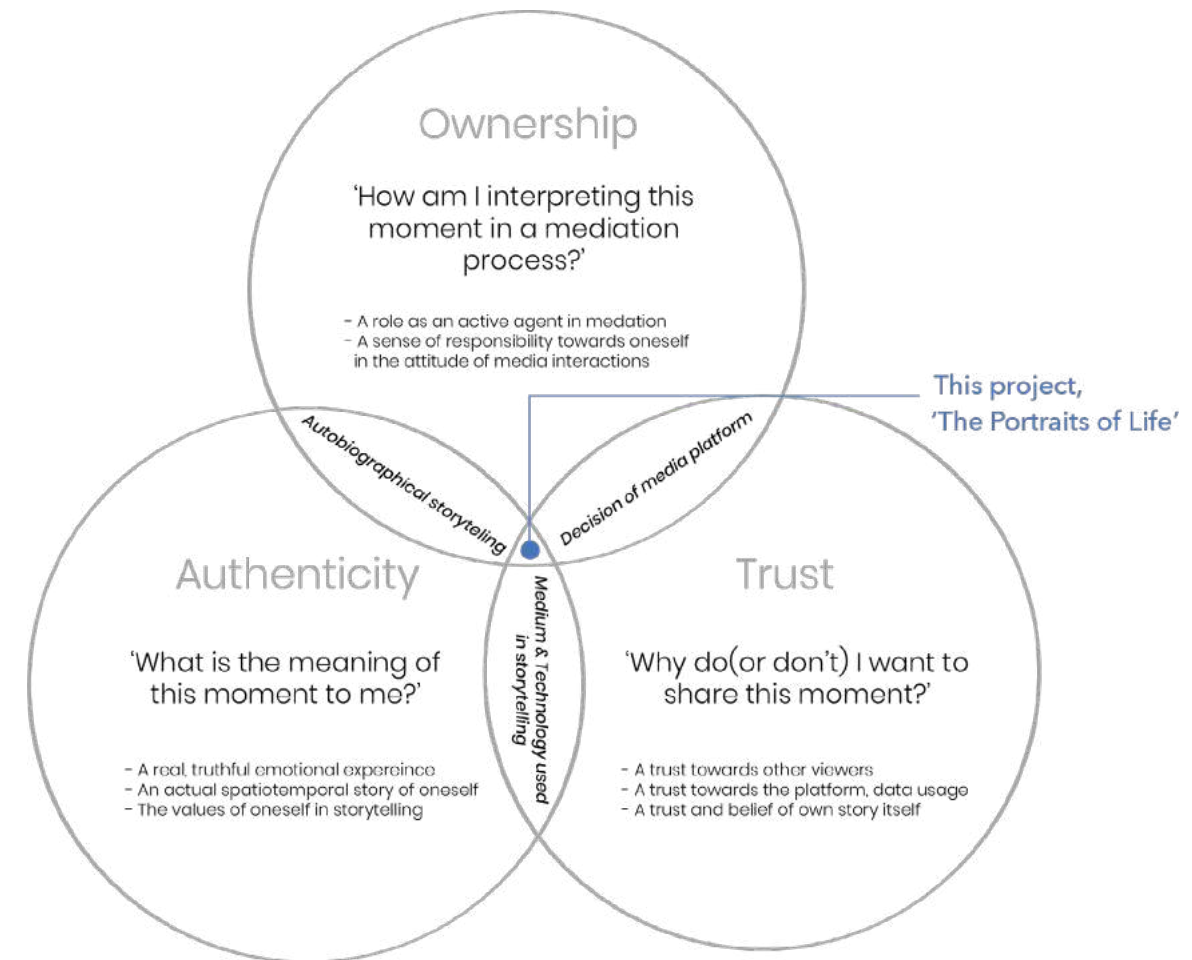 Ownership
‘How am I interpreting this
moment in a mediation
process?’
- A role as an active agent in medation
- A sense of responsibility towards oneself
in the attitude of media interactions
This project,
‘The Portraits of Life’
Autobiographical storyteling
Decision of media platform
Medium & Technology used
in storytelling
Authenticity
‘What is the meaning of
this moment to me?’
- A real, truthful emotional expereince
- An actual spatiotemporal story of oneself
- The values of oneself in storytelling
Trust
‘Why do(or don’t) I want to
share this moment?’
- A trust towards other viewers
- A trust towards the platform, data usage
- A trust and belief of own story itself